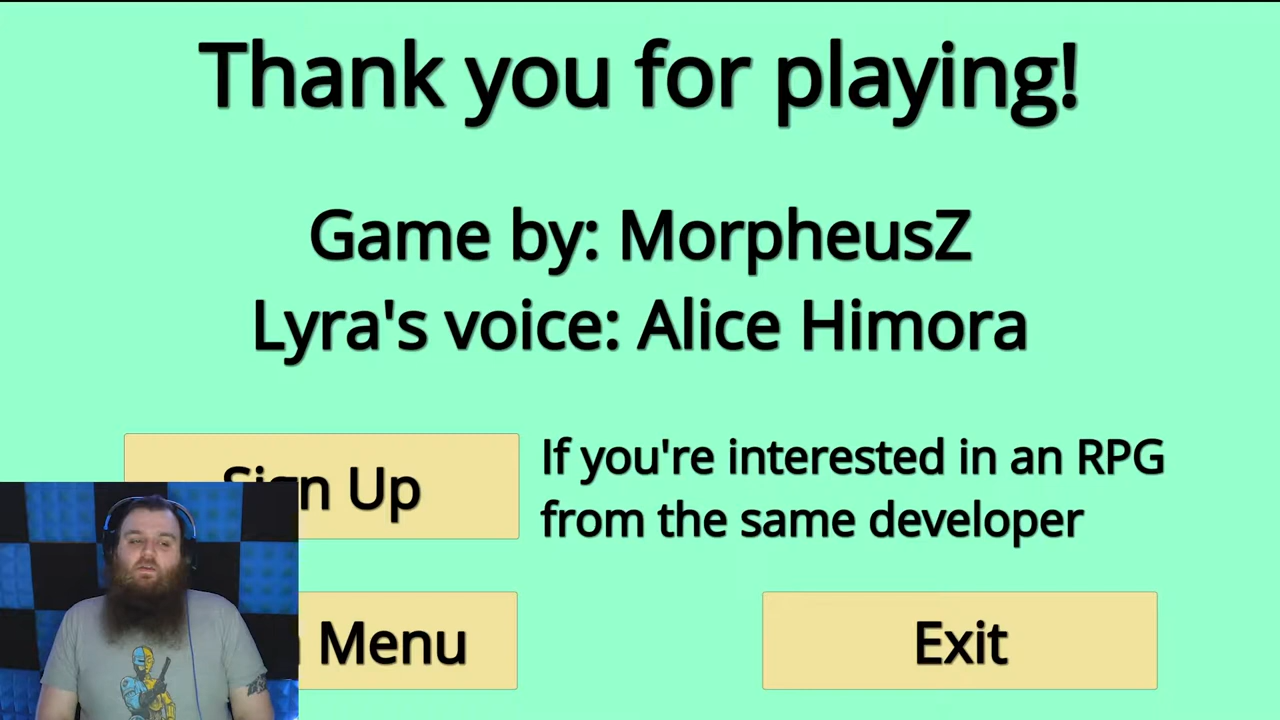 Thank you for playing!
Game by: MorpheusZ
Lyra's voice: Alice Himora
Sign Up
If you're interested in an RPG
from the same developer
Menu
Exit